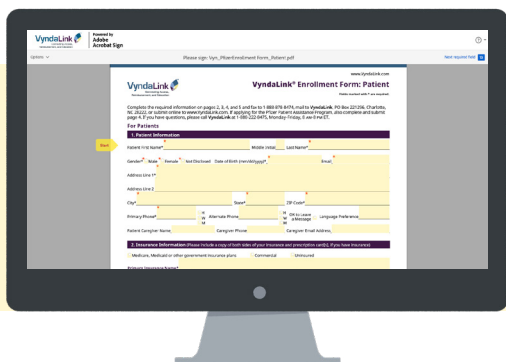 VyndaLink
Powered by
Adobe
Acrobat Sign
Options
Please sign: Vyn_PfizerEnrollment Form_Patient pdf
Next required field
www.VyndaLink.com
VyndaLink
VyndaLink® Enrollment Form: Patient
Fields marked with * are required
Complete the required information on pages 2, 3, 4, and 5 and fax to 1-888-878-8474, mail to VyndaLink, PO Box 221296, Charlotte,
NC 28222, or submit online to www.VyndaLink.com. If applying for the Pfizer Patient Assistance Program, also complete and submit
page 4. If you have questions, please call VyndaLink at 1-888-222-8475, Monday-Friday, 8 AM-8 PM ET.
For Patients
Start
1. Patient Information
Patient First Name* Middle Initial Last Name*
Gender* Male Female Not Disclosed Date of Birth (mm/dd/yyyy)* Email
Address Line 1*
Address Line 2
City* State* ZIP Code*
Primary Phone* H W M Alternate Phone H W M OK to Leave a Message Language Preference
Patient Caregiver Name Caregiver Phone Caregiver Email Address
2. Insurance Information (Please include a copy of both sides of your insurance and prescription card(s), if you have insurance)
Medicare, Medicaid or other government insurance plans Commercial Uninsured
Primary Insurance Name*